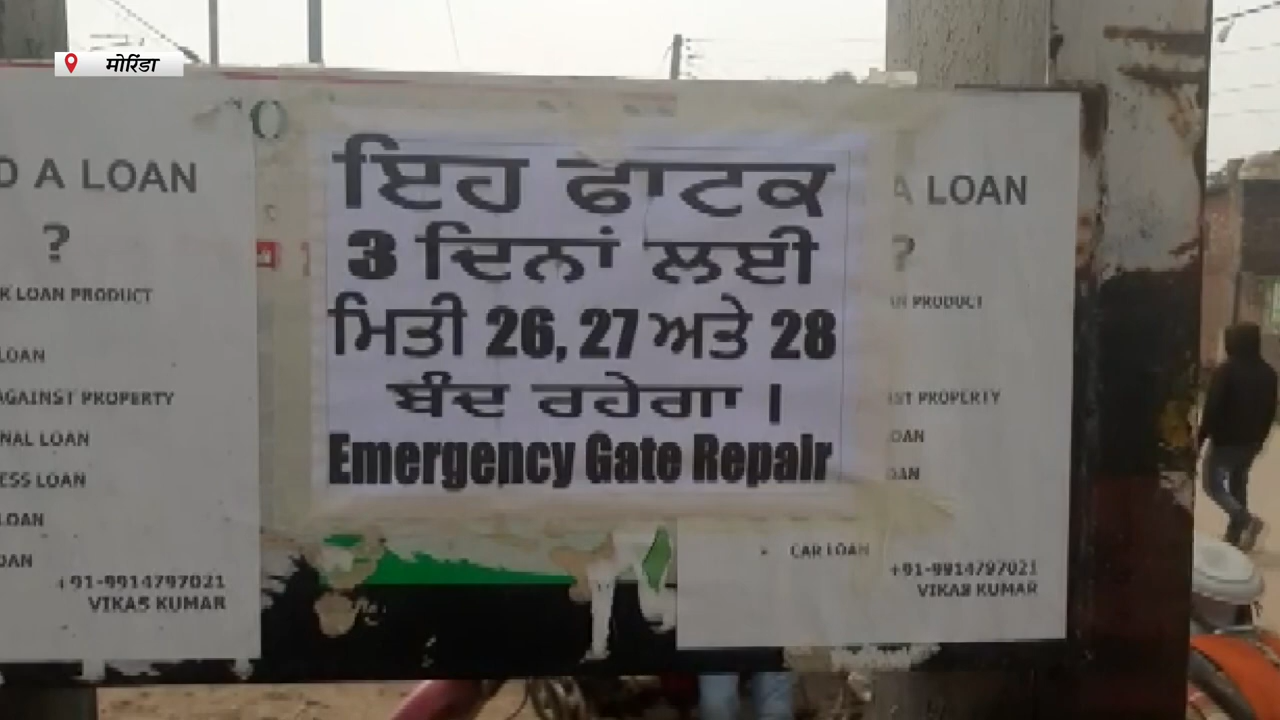 मोरिंडा
D A LOAN
?
K LOAN PRODUCT
LOAN
AGAINST PROPERTY
NAL LOAN
ESS LOAN
LOAN
OAN
+91-9914797021
VIKAS KUMAR
ਇਹ ਫਾਟਕ
3 ਦਿਨਾਂ ਲਈ
ਮਿਤੀ 26, 27 ਅਤੇ 28
ਬੰਦ ਰਹੇਗਾ ।
Emergency Gate Repair
A LOAN
?
PRODUCT
ST PROPERTY
OAN
OAN
• CAR LOAN
+91-9914797021
VIKAS KUMAR